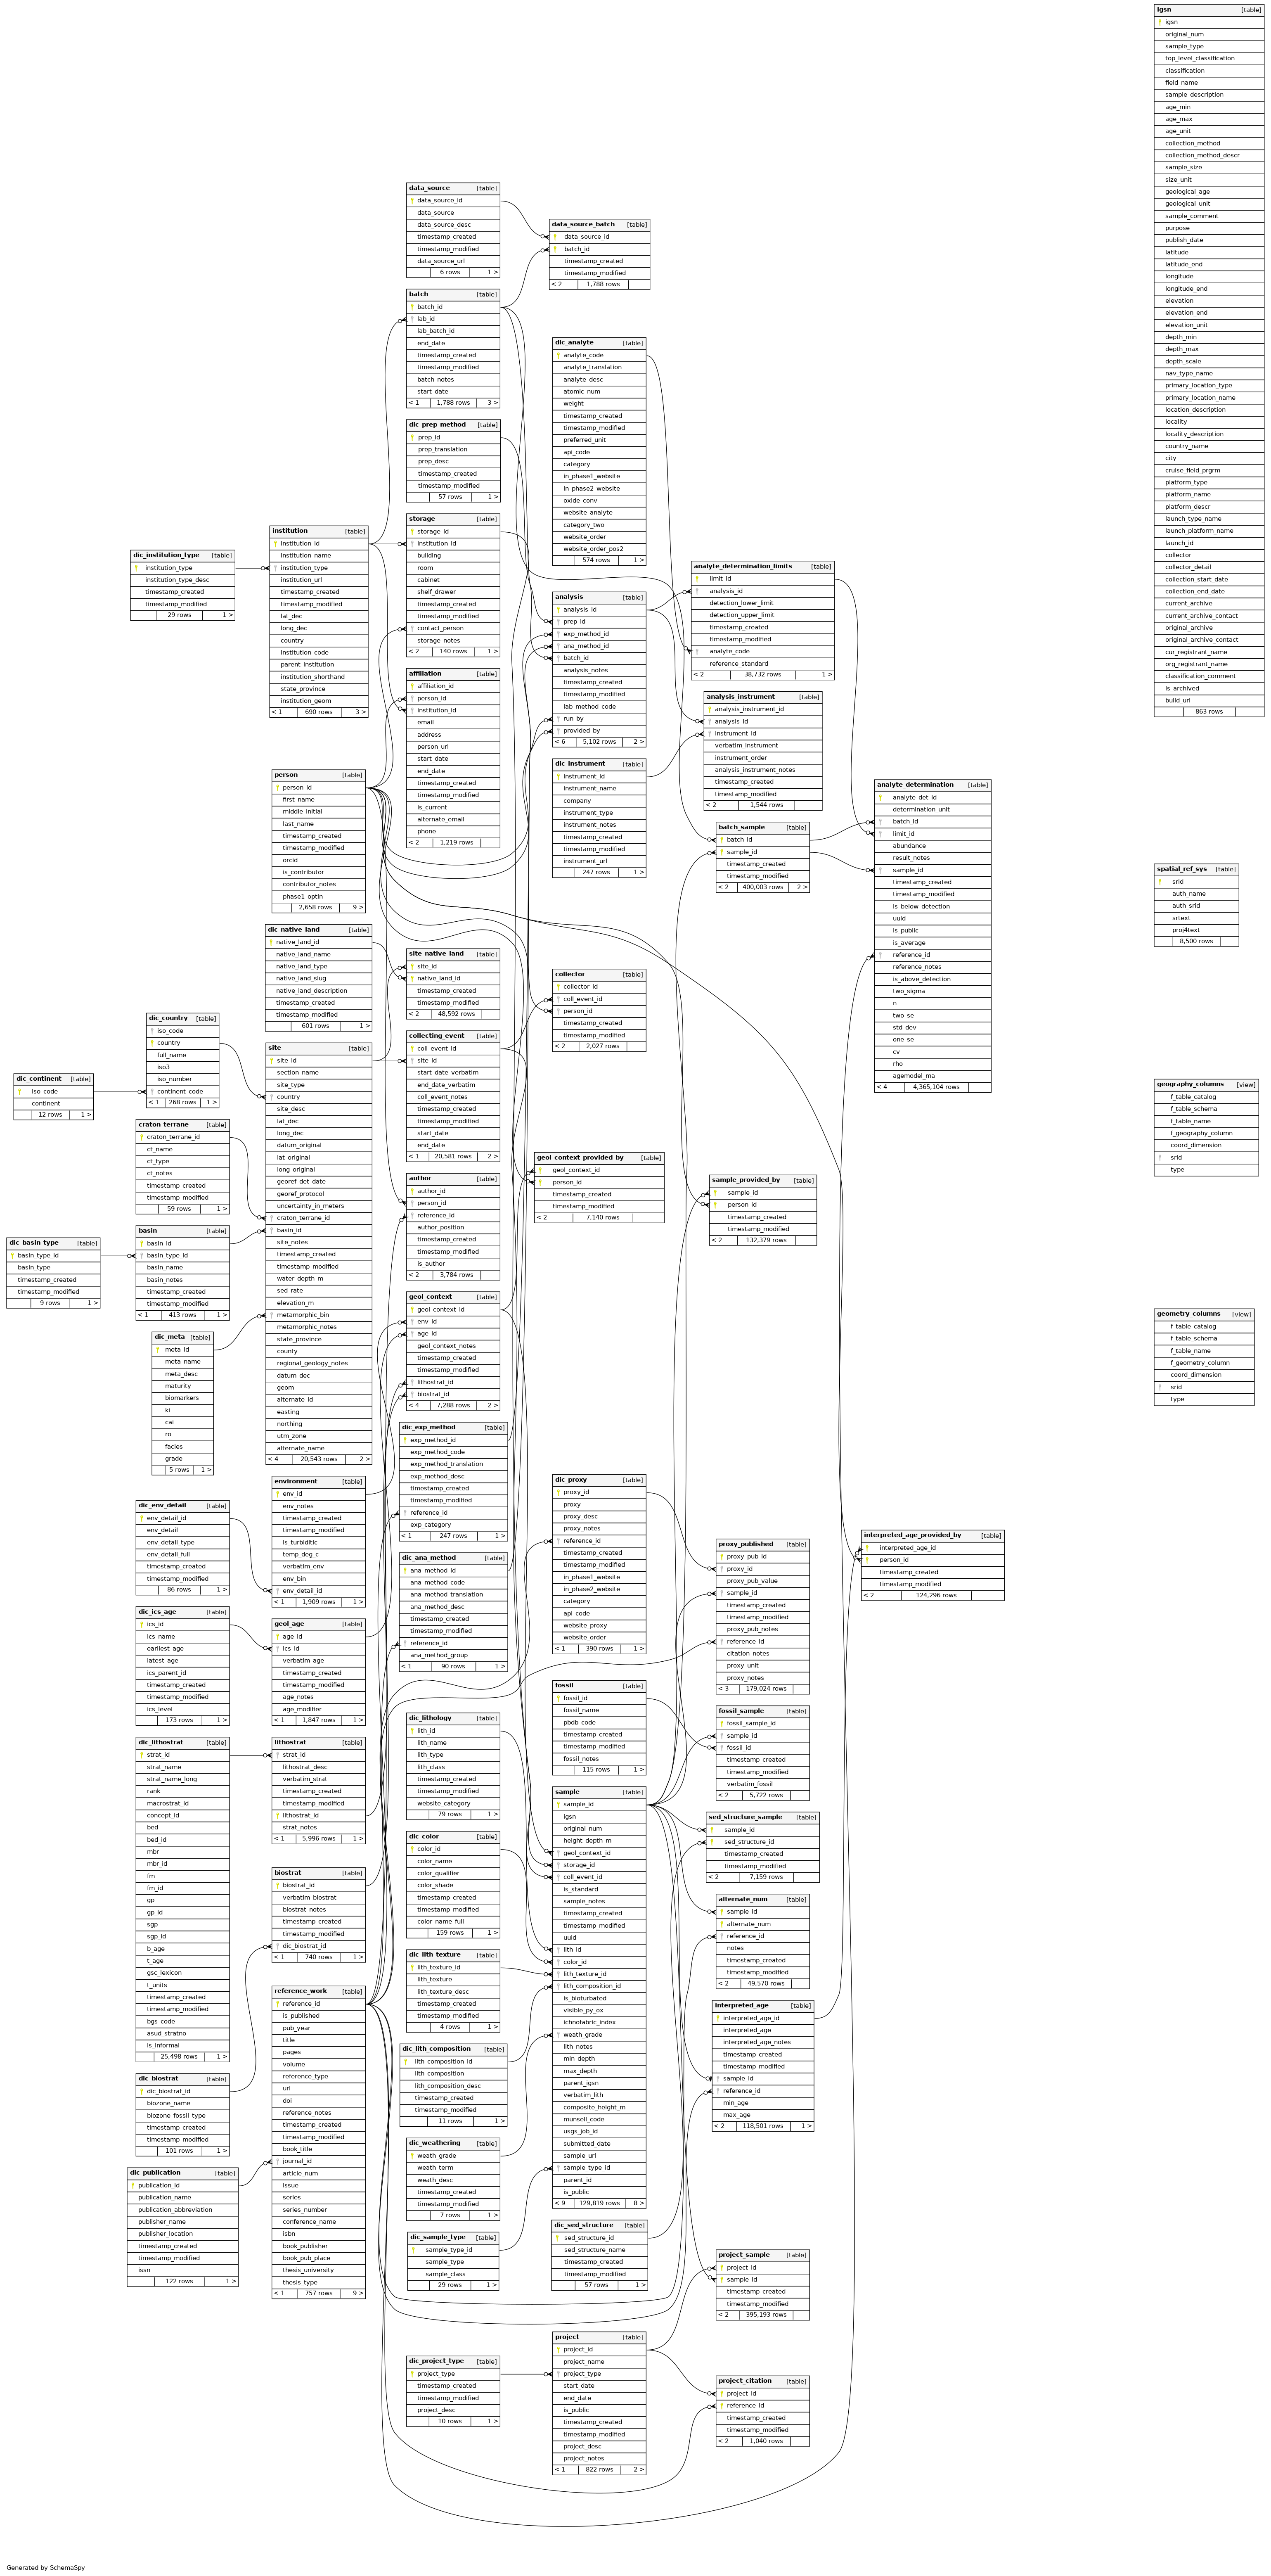 igsn [table]
igsn
original_num
sample_type
top_level_classification
classification
field_name
sample_description
age_min
age_max
age_unit
collection_method
collection_method_descr
sample_size
size_unit
geological_age
geological_unit
sample_comment
purpose
publish_date
latitude
latitude_end
longitude
longitude_end
elevation
elevation_end
elevation_unit
depth_min
depth_max
depth_scale
nav_type_name
primary_location_type
primary_location_name
location_description
locality
locality_description
country_name
city
cruise_field_prgrm
platform_type
platform_name
platform_descr
launch_type_name
launch_platform_name
launch_id
collector
collector_detail
collection_start_date
collection_end_date
current_archive
current_archive_contact
original_archive
original_archive_contact
cur_registrant_name
org_registrant_name
classification_comment
is_archived
build_url
863 rows
data_source [table]
data_source_id
data_source
data_source_desc
timestamp_created
timestamp_modified
data_source_url
6 rows 1 >
data_source_batch [table]
data_source_id
batch_id
timestamp_created
timestamp_modified
< 2 1,788 rows
batch [table]
batch_id
lab_id
lab_batch_id
end_date
timestamp_created
timestamp_modified
batch_notes
start_date
< 1 1,788 rows 3 >
dic_analyte [table]
analyte_code
analyte_translation
analyte_desc
atomic_num
weight
timestamp_created
timestamp_modified
preferred_unit
api_code
category
in_phase1_website
in_phase2_website
oxide_conv
website_analyte
category_two
website_order
website_order_pos2
574 rows 1 >
dic_prep_method [table]
prep_id
prep_translation
prep_desc
timestamp_created
timestamp_modified
57 rows 1 >
storage [table]
storage_id
institution_id
building
room
cabinet
shelf_drawer
timestamp_created
timestamp_modified
contact_person
storage_notes
< 2 140 rows 1 >
institution [table]
institution_id
institution_name
institution_type
institution_url
timestamp_created
timestamp_modified
lat_dec
long_dec
country
institution_code
parent_institution
institution_shorthand
state_province
institution_geom
< 1 690 rows 3 >
dic_institution_type [table]
institution_type
institution_type_desc
timestamp_created
timestamp_modified
29 rows 1 >
analyte_determination_limits [table]
limit_id
analysis_id
detection_lower_limit
detection_upper_limit
timestamp_created
timestamp_modified
analyte_code
reference_standard
< 2 38,732 rows 1 >
analysis [table]
analysis_id
prep_id
exp_method_id
ana_method_id
batch_id
analysis_notes
timestamp_created
timestamp_modified
lab_method_code
run_by
provided_by
< 6 5,102 rows 2 >
affiliation [table]
affiliation_id
person_id
institution_id
email
address
person_url
start_date
end_date
timestamp_created
timestamp_modified
is_current
alternate_email
phone
< 2 1,219 rows
analysis_instrument [table]
analysis_instrument_id
analysis_id
instrument_id
verbatim_instrument
instrument_order
analysis_instrument_notes
timestamp_created
timestamp_modified
< 2 1,544 rows
dic_instrument [table]
instrument_id
instrument_name
company
instrument_type
instrument_notes
timestamp_created
timestamp_modified
instrument_url
247 rows 1 >
person [table]
person_id
first_name
middle_initial
last_name
timestamp_created
timestamp_modified
orcid
is_contributor
contributor_notes
phase1_optin
2,658 rows 9 >
batch_sample [table]
batch_id
sample_id
timestamp_created
timestamp_modified
< 2 400,003 rows 2 >
analyte_determination [table]
analyte_det_id
determination_unit
batch_id
limit_id
abundance
result_notes
sample_id
timestamp_created
timestamp_modified
is_below_detection
uuid
is_public
is_average
reference_id
reference_notes
is_above_detection
two_sigma
n
two_se
std_dev
one_se
cv
rho
agemodel_ma
< 4 4,365,104 rows
spatial_ref_sys [table]
srid
auth_name
auth_srid
srtext
proj4text
8,500 rows
dic_native_land [table]
native_land_id
native_land_name
native_land_type
native_land_slug
native_land_description
timestamp_created
timestamp_modified
601 rows 1 >
site_native_land [table]
site_id
native_land_id
timestamp_created
timestamp_modified
< 2 48,592 rows
collector [table]
collector_id
coll_event_id
person_id
timestamp_created
timestamp_modified
< 2 2,027 rows
dic_country [table]
iso_code
country
full_name
iso3
iso_number
continent_code
< 1 268 rows 1 >
dic_continent [table]
iso_code
continent
12 rows 1 >
site [table]
site_id
section_name
site_type
country
site_desc
lat_dec
long_dec
datum_original
lat_original
long_original
georef_det_date
georef_protocol
uncertainty_in_meters
craton_terrane_id
basin_id
site_notes
timestamp_created
timestamp_modified
water_depth_m
sed_rate
elevation_m
metamorphic_bin
metamorphic_notes
state_province
county
regional_geology_notes
datum_dec
geom
alternate_id
easting
northing
utm_zone
alternate_name
< 4 20,543 rows 2 >
collecting_event [table]
coll_event_id
site_id
start_date_verbatim
end_date_verbatim
coll_event_notes
timestamp_created
timestamp_modified
start_date
end_date
< 1 20,581 rows 2 >
geography_columns [view]
f_table_catalog
f_table_schema
f_table_name
f_geography_column
coord_dimension
srid
type
craton_terrane [table]
craton_terrane_id
ct_name
ct_type
ct_notes
timestamp_created
timestamp_modified
59 rows 1 >
geol_context_provided_by [table]
geol_context_id
person_id
timestamp_created
timestamp_modified
< 2 7,140 rows
author [table]
author_id
person_id
reference_id
author_position
timestamp_created
timestamp_modified
is_author
< 2 3,784 rows
sample_provided_by [table]
sample_id
person_id
timestamp_created
timestamp_modified
< 2 132,379 rows
basin [table]
basin_id
basin_type_id
basin_name
basin_notes
timestamp_created
timestamp_modified
< 1 413 rows 1 >
dic_basin_type [table]
basin_type_id
basin_type
timestamp_created
timestamp_modified
9 rows 1 >
geol_context [table]
geol_context_id
env_id
age_id
geol_context_notes
timestamp_created
timestamp_modified
lithostrat_id
biostrat_id
< 4 7,288 rows 2 >
geometry_columns [view]
f_table_catalog
f_table_schema
f_table_name
f_geometry_column
coord_dimension
srid
type
dic_meta [table]
meta_id
meta_name
meta_desc
maturity
biomarkers
ki
cai
ro
facies
grade
5 rows 1 >
dic_exp_method [table]
exp_method_id
exp_method_code
exp_method_translation
exp_method_desc
timestamp_created
timestamp_modified
reference_id
exp_category
< 1 247 rows 1 >
environment [table]
env_id
env_notes
timestamp_created
timestamp_modified
is_turbiditic
temp_deg_c
verbatim_env
env_bin
env_detail_id
< 1 1,909 rows 1 >
dic_env_detail [table]
env_detail_id
env_detail
env_detail_type
env_detail_full
timestamp_created
timestamp_modified
86 rows 1 >
dic_proxy [table]
proxy_id
proxy
proxy_desc
proxy_notes
reference_id
timestamp_created
timestamp_modified
in_phase1_website
in_phase2_website
category
api_code
website_proxy
website_order
< 1 390 rows 1 >
proxy_published [table]
proxy_pub_id
proxy_id
proxy_pub_value
sample_id
timestamp_created
timestamp_modified
proxy_pub_notes
reference_id
citation_notes
proxy_unit
proxy_notes
< 3 179,024 rows
interpreted_age_provided_by [table]
interpreted_age_id
person_id
timestamp_created
timestamp_modified
< 2 124,296 rows
dic_ana_method [table]
ana_method_id
ana_method_code
ana_method_translation
ana_method_desc
timestamp_created
timestamp_modified
reference_id
ana_method_group
< 1 90 rows 1 >
dic_ics_age [table]
ics_id
ics_name
earliest_age
latest_age
ics_parent_id
timestamp_created
timestamp_modified
ics_level
173 rows 1 >
geol_age [table]
age_id
ics_id
verbatim_age
timestamp_created
timestamp_modified
age_notes
age_modifier
< 1 1,847 rows 1 >
fossil [table]
fossil_id
fossil_name
pbdb_code
timestamp_created
timestamp_modified
fossil_notes
115 rows 1 >
fossil_sample [table]
fossil_sample_id
sample_id
fossil_id
timestamp_created
timestamp_modified
verbatim_fossil
< 2 5,722 rows
dic_lithology [table]
lith_id
lith_name
lith_type
lith_class
timestamp_created
timestamp_modified
website_category
79 rows 1 >
dic_lithostrat [table]
strat_id
strat_name
strat_name_long
rank
macrostrat_id
concept_id
bed
bed_id
mbr
mbr_id
fm
fm_id
gp
gp_id
sgp
sgp_id
b_age
t_age
gsc_lexicon
t_units
timestamp_created
timestamp_modified
bgs_code
asud_stratno
is_informal
25,498 rows 1 >
lithostrat [table]
strat_id
lithostrat_desc
verbatim_strat
timestamp_created
timestamp_modified
lithostrat_id
strat_notes
< 1 5,996 rows 1 >
sample [table]
sample_id
igsn
original_num
height_depth_m
geol_context_id
storage_id
coll_event_id
is_standard
sample_notes
timestamp_created
timestamp_modified
uuid
lith_id
color_id
lith_texture_id
lith_composition_id
is_bioturbated
visible_py_ox
ichnofabric_index
weath_grade
lith_notes
min_depth
max_depth
parent_igsn
verbatim_lith
composite_height_m
munsell_code
usgs_job_id
submitted_date
sample_url
sample_type_id
parent_id
is_public
< 9 129,819 rows 8 >
sed_structure_sample [table]
sample_id
sed_structure_id
timestamp_created
timestamp_modified
< 2 7,159 rows
dic_color [table]
color_id
color_name
color_qualifier
color_shade
timestamp_created
timestamp_modified
color_name_full
159 rows 1 >
biostrat [table]
biostrat_id
verbatim_biostrat
biostrat_notes
timestamp_created
timestamp_modified
dic_biostrat_id
< 1 740 rows 1 >
alternate_num [table]
sample_id
alternate_num
reference_id
notes
timestamp_created
timestamp_modified
< 2 49,570 rows
dic_lith_texture [table]
lith_texture_id
lith_texture
lith_texture_desc
timestamp_created
timestamp_modified
4 rows 1 >
reference_work [table]
reference_id
is_published
pub_year
title
pages
volume
reference_type
url
doi
reference_notes
timestamp_created
timestamp_modified
book_title
journal_id
article_num
issue
series
series_number
conference_name
isbn
book_publisher
book_pub_place
thesis_university
thesis_type
< 1 757 rows 9 >
interpreted_age [table]
interpreted_age_id
interpreted_age
interpreted_age_notes
timestamp_created
timestamp_modified
sample_id
reference_id
min_age
max_age
< 2 118,501 rows 1 >
dic_lith_composition [table]
lith_composition_id
lith_composition
lith_composition_desc
timestamp_created
timestamp_modified
11 rows 1 >
dic_biostrat [table]
dic_biostrat_id
biozone_name
biozone_fossil_type
timestamp_created
timestamp_modified
101 rows 1 >
dic_weathering [table]
weath_grade
weath_term
weath_desc
timestamp_created
timestamp_modified
7 rows 1 >
dic_publication [table]
publication_id
publication_name
publication_abbreviation
publisher_name
publisher_location
timestamp_created
timestamp_modified
issn
122 rows 1 >
dic_sample_type [table]
sample_type_id
sample_type
sample_class
29 rows 1 >
dic_sed_structure [table]
sed_structure_id
sed_structure_name
timestamp_created
timestamp_modified
57 rows 1 >
project_sample [table]
project_id
sample_id
timestamp_created
timestamp_modified
< 2 395,193 rows
project [table]
project_id
project_name
project_type
start_date
end_date
is_public
timestamp_created
timestamp_modified
project_desc
project_notes
< 1 822 rows 2 >
dic_project_type [table]
project_type
timestamp_created
timestamp_modified
project_desc
10 rows 1 >
project_citation [table]
project_id
reference_id
timestamp_created
timestamp_modified
< 2 1,040 rows
Generated by SchemaSpy